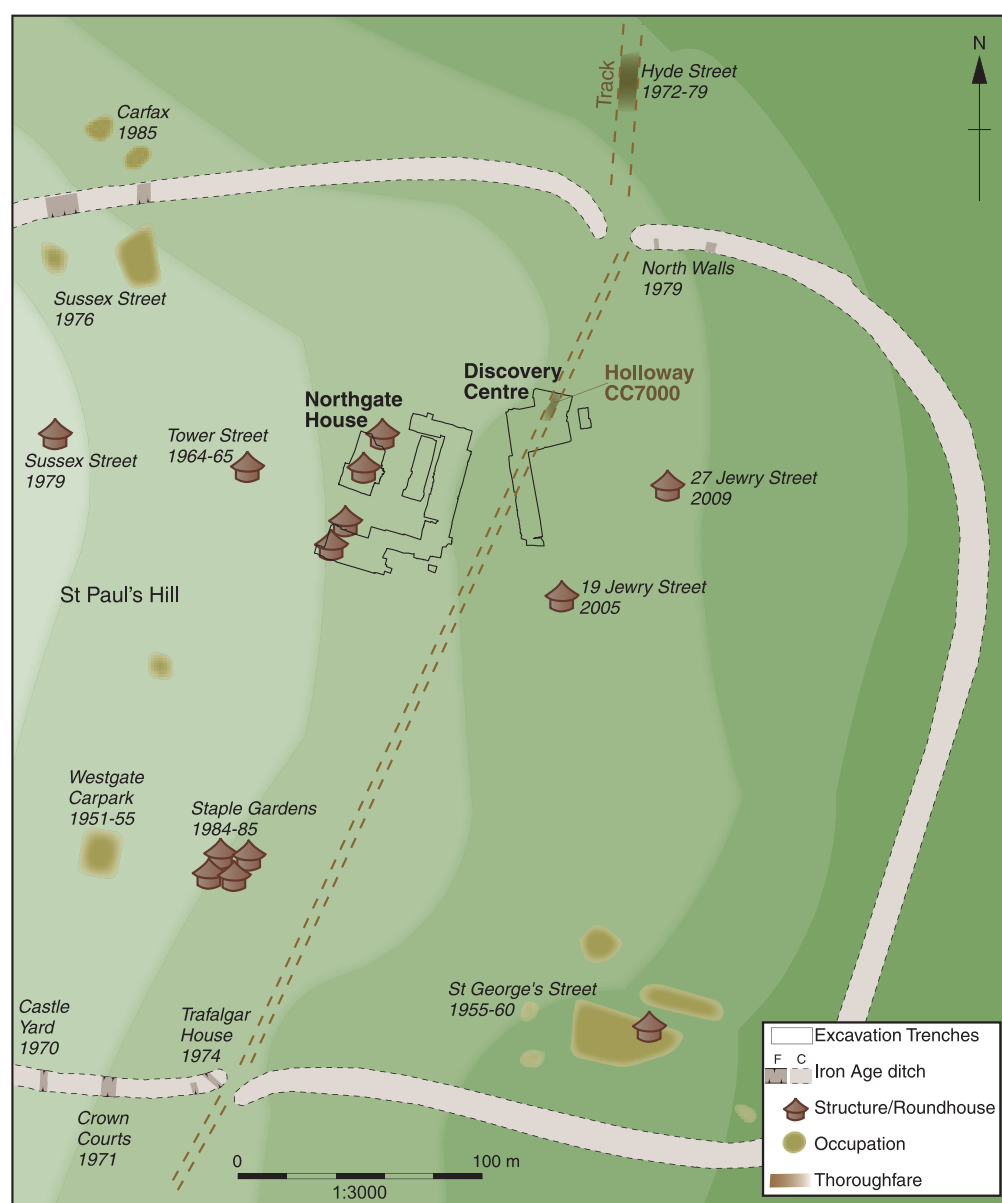 N
Track
Hyde Street
1972-79
Carfax
1985
North Walls
1979
Sussex Street
1976
Discovery
Centre
Holloway
CC7000
Northgate
House
Tower Street
1964-65
Sussex Street
1979
27 Jewry Street
2009
19 Jewry Street
2005
St Paul's Hill
Westgate
Carpark
1951-55
Staple Gardens
1984-85
St George's Street
1955-60
Castle
Yard
1970
Trafalgar
House
1974
Crown
Courts
1971
0
100 m
1:3000
Excavation Trenches
F C
Iron Age ditch
Structure/Roundhouse
Occupation
Thoroughfare